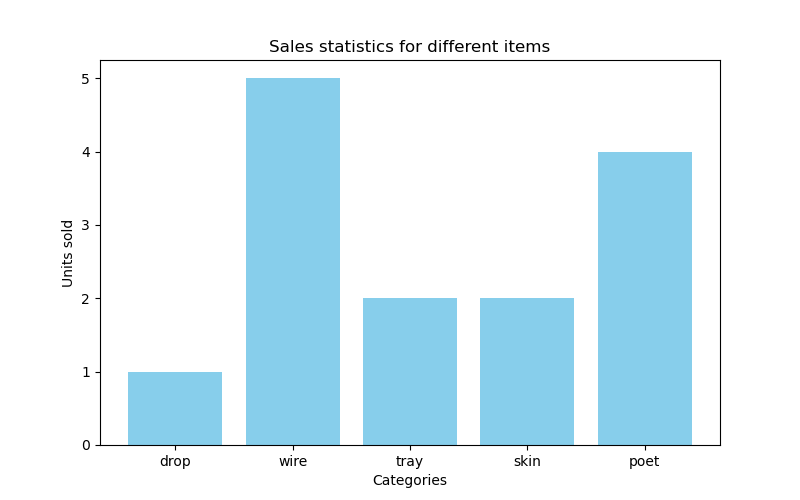 Sales statistics for different items
Units sold
5
4
3
2
1
0
drop wire tray skin poet
Categories